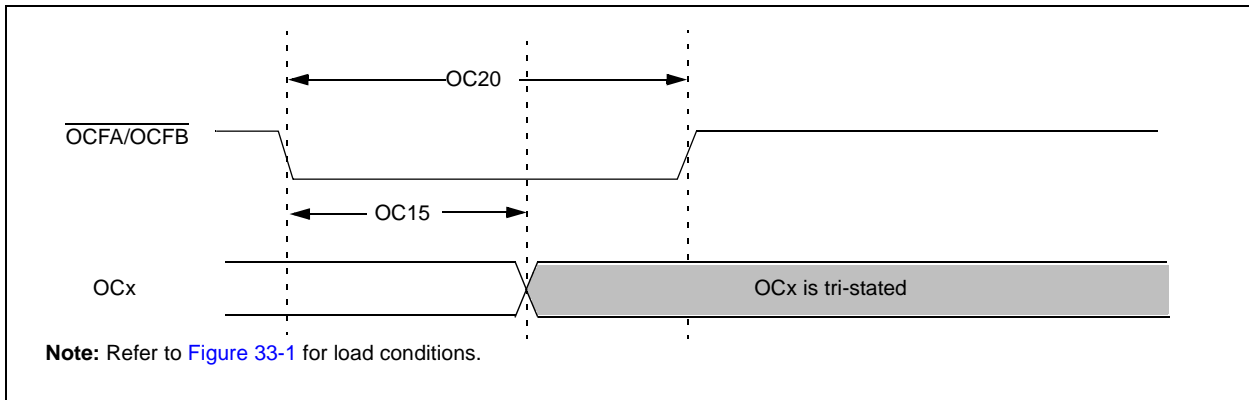 OC20
OCFA/OCFB
OC15
OCx
OCx is tri-stated
Note: Refer to Figure 33-1 for load conditions.